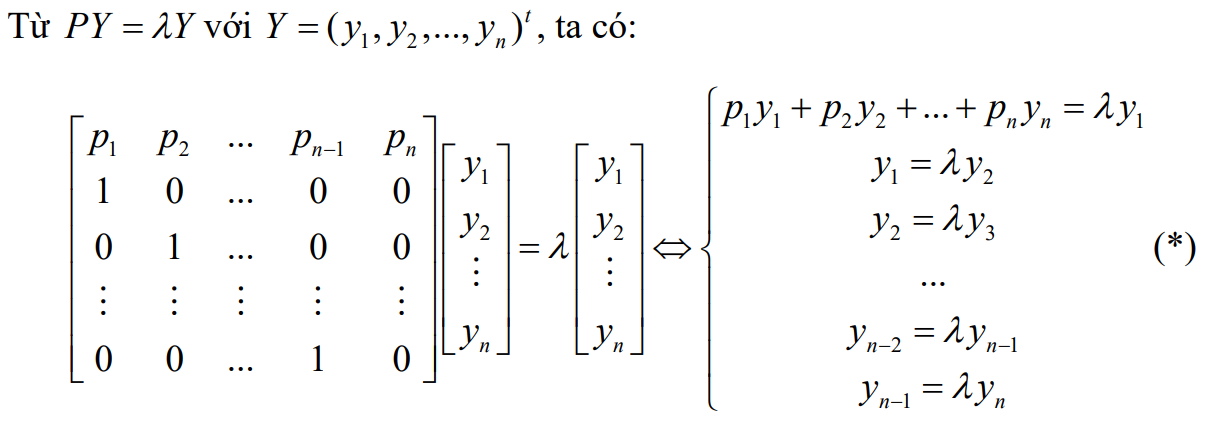 Từ PY = λY với Y = (y₁, y₂, ..., yₙ)ᵗ, ta có:
[p₁ p₂ ... pₙ₋₁ pₙ; 1 0 ... 0 0; 0 1 ... 0 0; ⋮ ⋮ ⋮ ⋮ ⋮; 0 0 ... 1 0] [y₁; y₂; ⋮; yₙ] = λ [y₁; y₂; ⋮; yₙ] ⇔ {
p₁y₁ + p₂y₂ + ... + pₙyₙ = λy₁
y₁ = λy₂
y₂ = λy₃
...
yₙ₋₂ = λyₙ₋₁
yₙ₋₁ = λyₙ
(*)